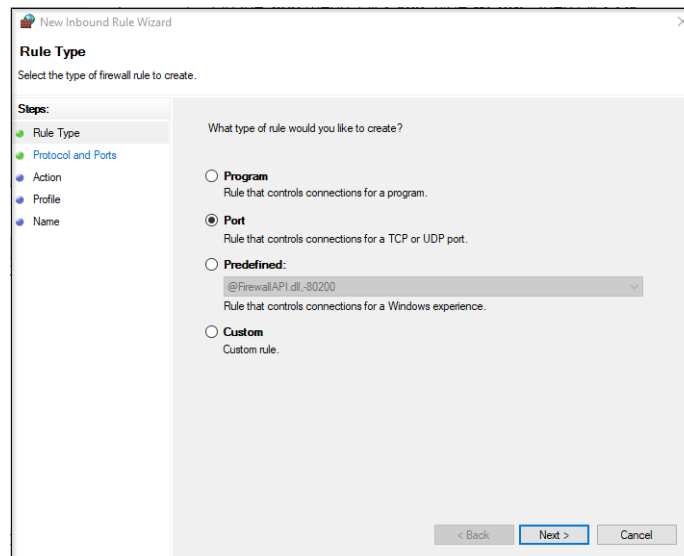 New Inbound Rule Wizard
Rule Type
Select the type of firewall rule to create.
Steps:
Rule Type
Protocol and Ports
Action
Profile
Name
What type of rule would you like to create?
Program
Rule that controls connections for a program.
Port
Rule that controls connections for a TCP or UDP port.
Predefined:
@FirewallAPI.dll,-80200
Rule that controls connections for a Windows experience.
Custom
Custom rule.
< Back
Next >
Cancel